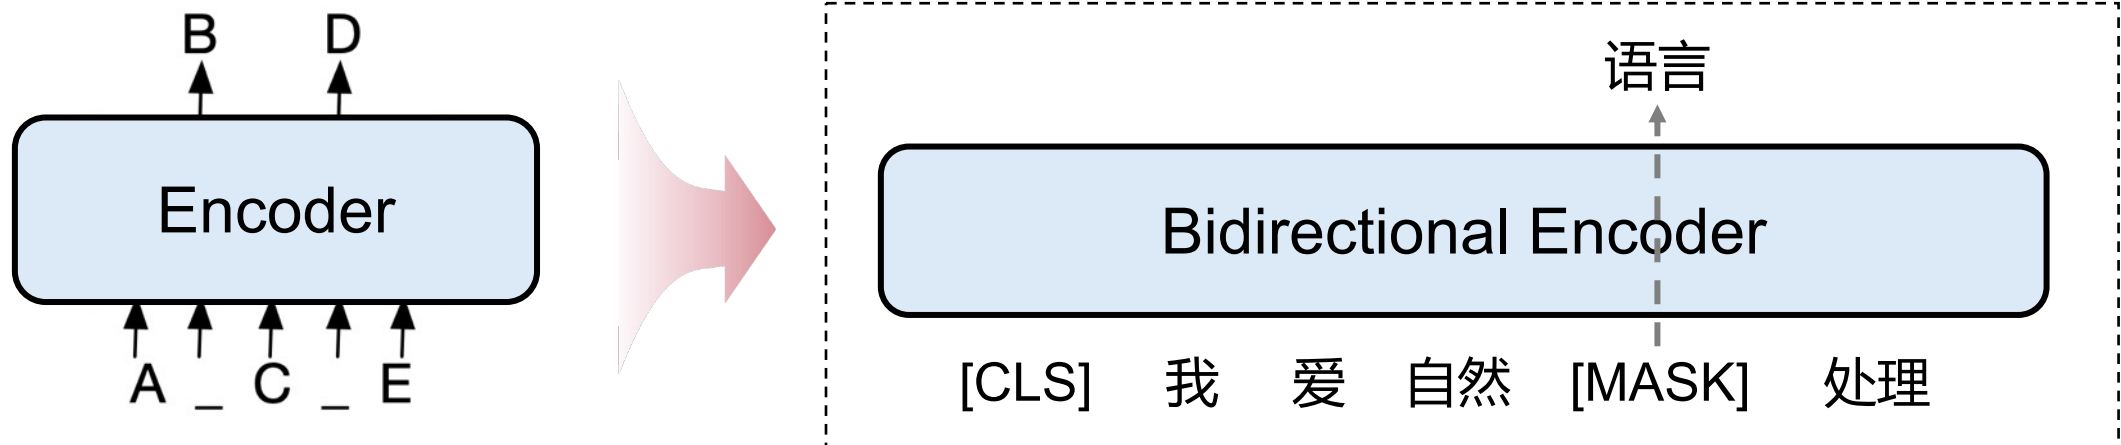 B D
Encoder
A _ C _ E
语言
Bidirectional Encoder
[CLS] 我 爱 自然 [MASK] 处理